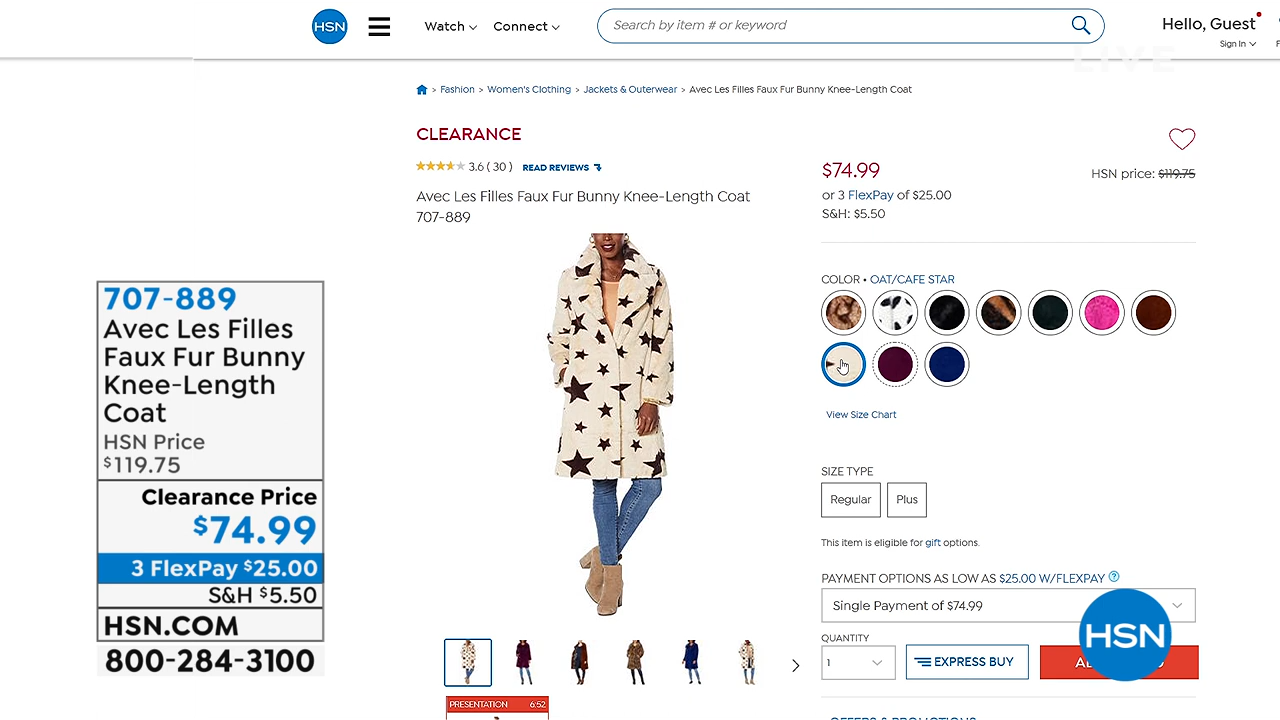 HSN
Watch
Connect
Search by item # or keyword
Hello, Guest
Sign In
LIVE
> Fashion > Women's Clothing > Jackets & Outerwear > Avec Les Filles Faux Fur Bunny Knee-Length Coat
CLEARANCE
3.6 ( 30 ) READ REVIEWS
Avec Les Filles Faux Fur Bunny Knee-Length Coat
707-889
$74.99
HSN price: $119.75
or 3 FlexPay of $25.00
S&H: $5.50
COLOR • OAT/CAFE STAR
View Size Chart
SIZE TYPE
Regular
Plus
This item is eligible for gift options.
PAYMENT OPTIONS AS LOW AS $25.00 W/FLEXPAY ?
Single Payment of $74.99
QUANTITY
1
EXPRESS BUY
HSN
OFFERS & PROMOTIONS
PRESENTATION 6:52
707-889
Avec Les Filles
Faux Fur Bunny
Knee-Length
Coat
HSN Price
$119.75
Clearance Price
$74.99
3 FlexPay $25.00
S&H $5.50
HSN.COM
800-284-3100